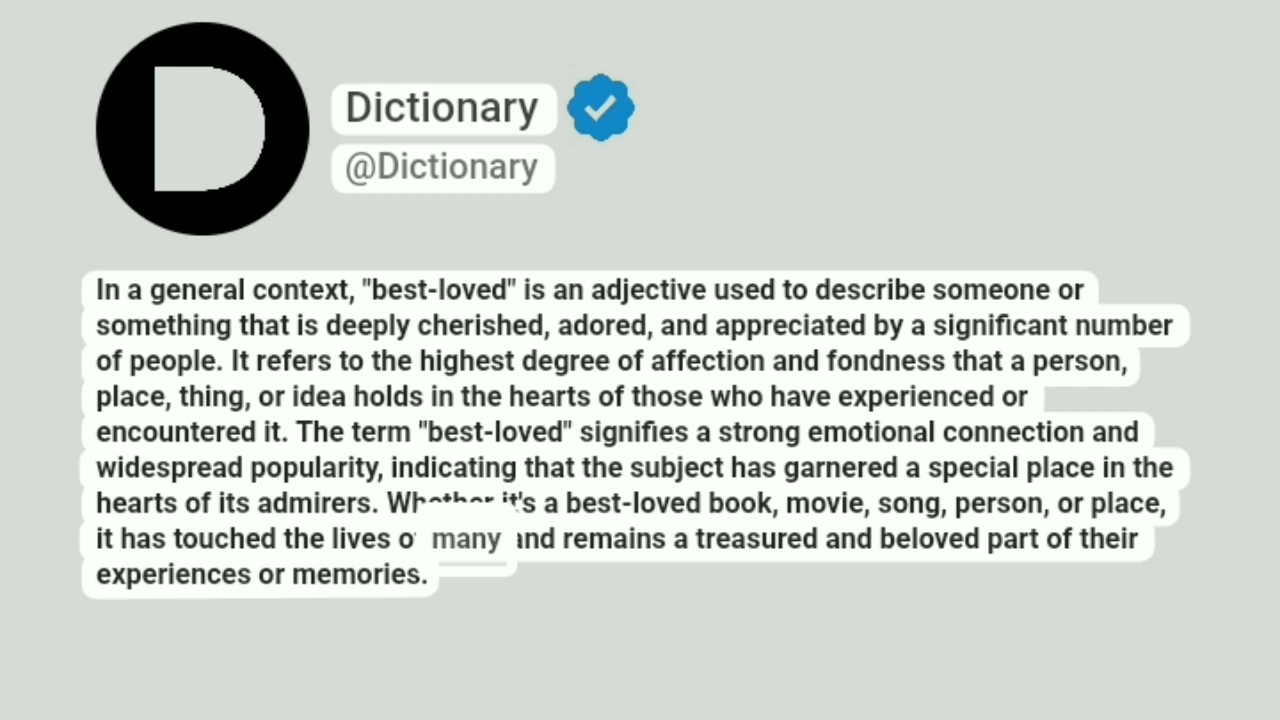 D
Dictionary
@Dictionary
In a general context, "best-loved" is an adjective used to describe someone or
something that is deeply cherished, adored, and appreciated by a significant number
of people. It refers to the highest degree of affection and fondness that a person,
place, thing, or idea holds in the hearts of those who have experienced or
encountered it. The term "best-loved" signifies a strong emotional connection and
widespread popularity, indicating that the subject has garnered a special place in the
hearts of its admirers. Whether it's a best-loved book, movie, song, person, or place,
it has touched the lives of many and remains a treasured and beloved part of their
experiences or memories.